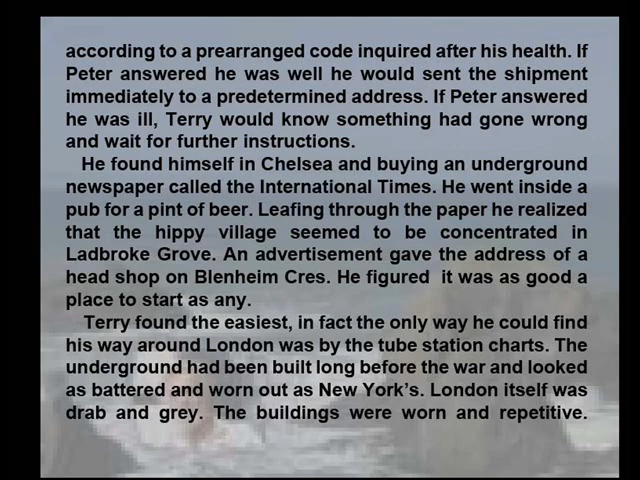 according to a prearranged code inquired after his health. If
Peter answered he was well he would sent the shipment
immediately to a predetermined address. If Peter answered
he was ill, Terry would know something had gone wrong
and wait for further instructions.
He found himself in Chelsea and buying an underground
newspaper called the International Times. He went inside a
pub for a pint of beer. Leafing through the paper he realized
that the hippy village seemed to be concentrated in
Ladbroke Grove. An advertisement gave the address of a
head shop on Blenheim Cres. He figured it was as good a
place to start as any.
Terry found the easiest, in fact the only way he could find
his way around London was by the tube station charts. The
underground had been built long before the war and looked
as battered and worn out as New York's. London itself was
drab and grey. The buildings were worn and repetitive.